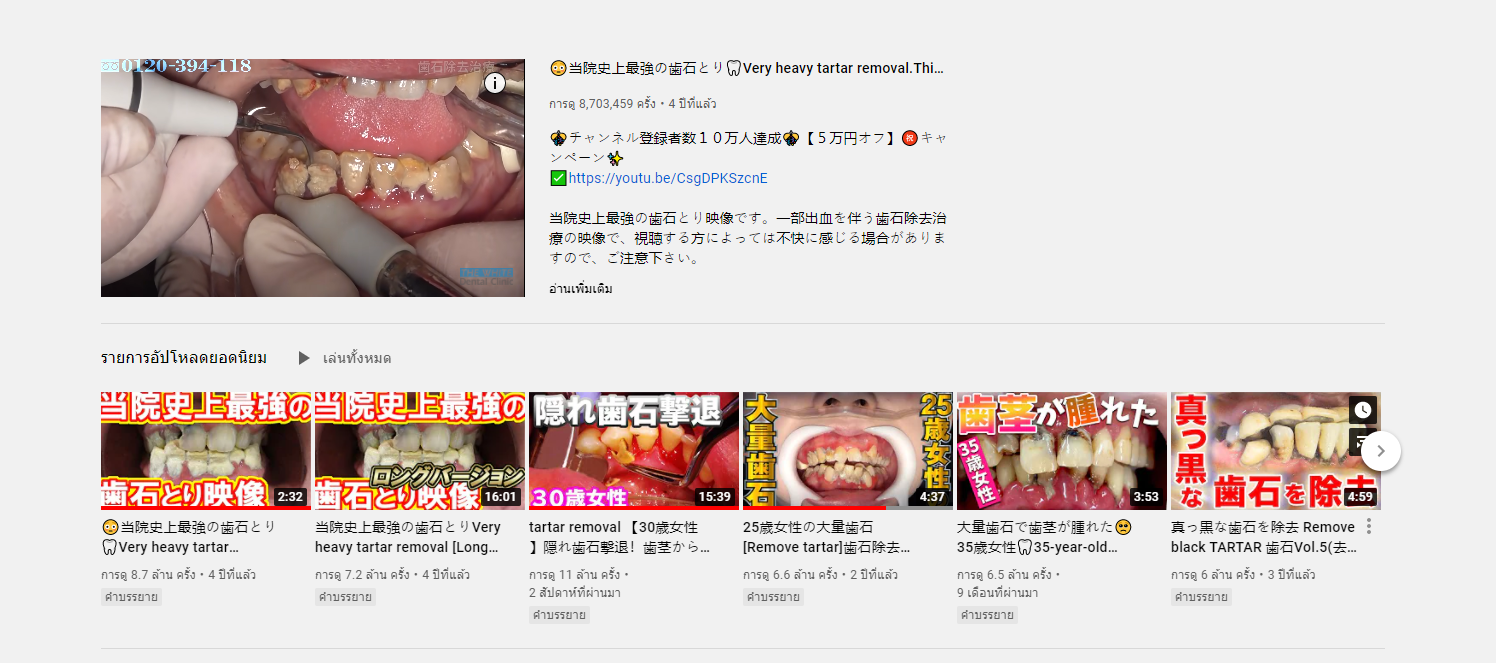 0120-394-118
歯石除去治療
😳当院史上最強の歯石とり🦷Very heavy tartar removal.Thi…
การดู 8,703,459 ครั้ง • 4 ปีที่แล้ว
チャンネル登録者数１０万人達成【５万円オフ】㊗キャ
ンペーン✨
✅https://youtu.be/CsgDPKSzcnE
当院史上最強の歯石とり映像です。一部出血を伴う歯石除去治
療の映像で、視聴する方によっては不快に感じる場合がありま
すので、ご注意下さい。
อ่านเพิ่มเติม
Dental Clinic
รายการอัปโหลดยอดนิยม
เล่นทั้งหมด
当院史上最強の
歯石とり映像
2:32
😳当院史上最強の歯石とり
🦷Very heavy tartar…
การดู 8.7 ล้าน ครั้ง • 4 ปีที่แล้ว
คำบรรยาย
当院史上最強の
ロングバージョン
歯石とり映像
16:01
当院史上最強の歯石とりVery
heavy tartar removal [Long…
การดู 7.2 ล้าน ครั้ง • 4 ปีที่แล้ว
คำบรรยาย
隠れ歯石撃退
30歳女性
15:39
tartar removal 【30歳女性
】隠れ歯石撃退！歯茎から…
การดู 11 ล้าน ครั้ง •
2 สัปดาห์ที่ผ่านมา
คำบรรยาย
大量歯石
25歳女性
4:37
25歳女性の大量歯石
[Remove tartar]歯石除去…
การดู 6.6 ล้าน ครั้ง • 2 ปีที่แล้ว
คำบรรยาย
歯茎が腫れた
35歳女性
3:53
大量歯石で歯茎が腫れた😢
35歳女性🦷35-year-old…
การดู 6.5 ล้าน ครั้ง •
9 เดือนที่ผ่านมา
คำบรรยาย
真っ黒な
歯石を除去
4:59
真っ黒な歯石を除去 Remove
black TARTAR 歯石Vol.5(去…
การดู 6 ล้าน ครั้ง • 3 ปีที่แล้ว
คำบรรยาย